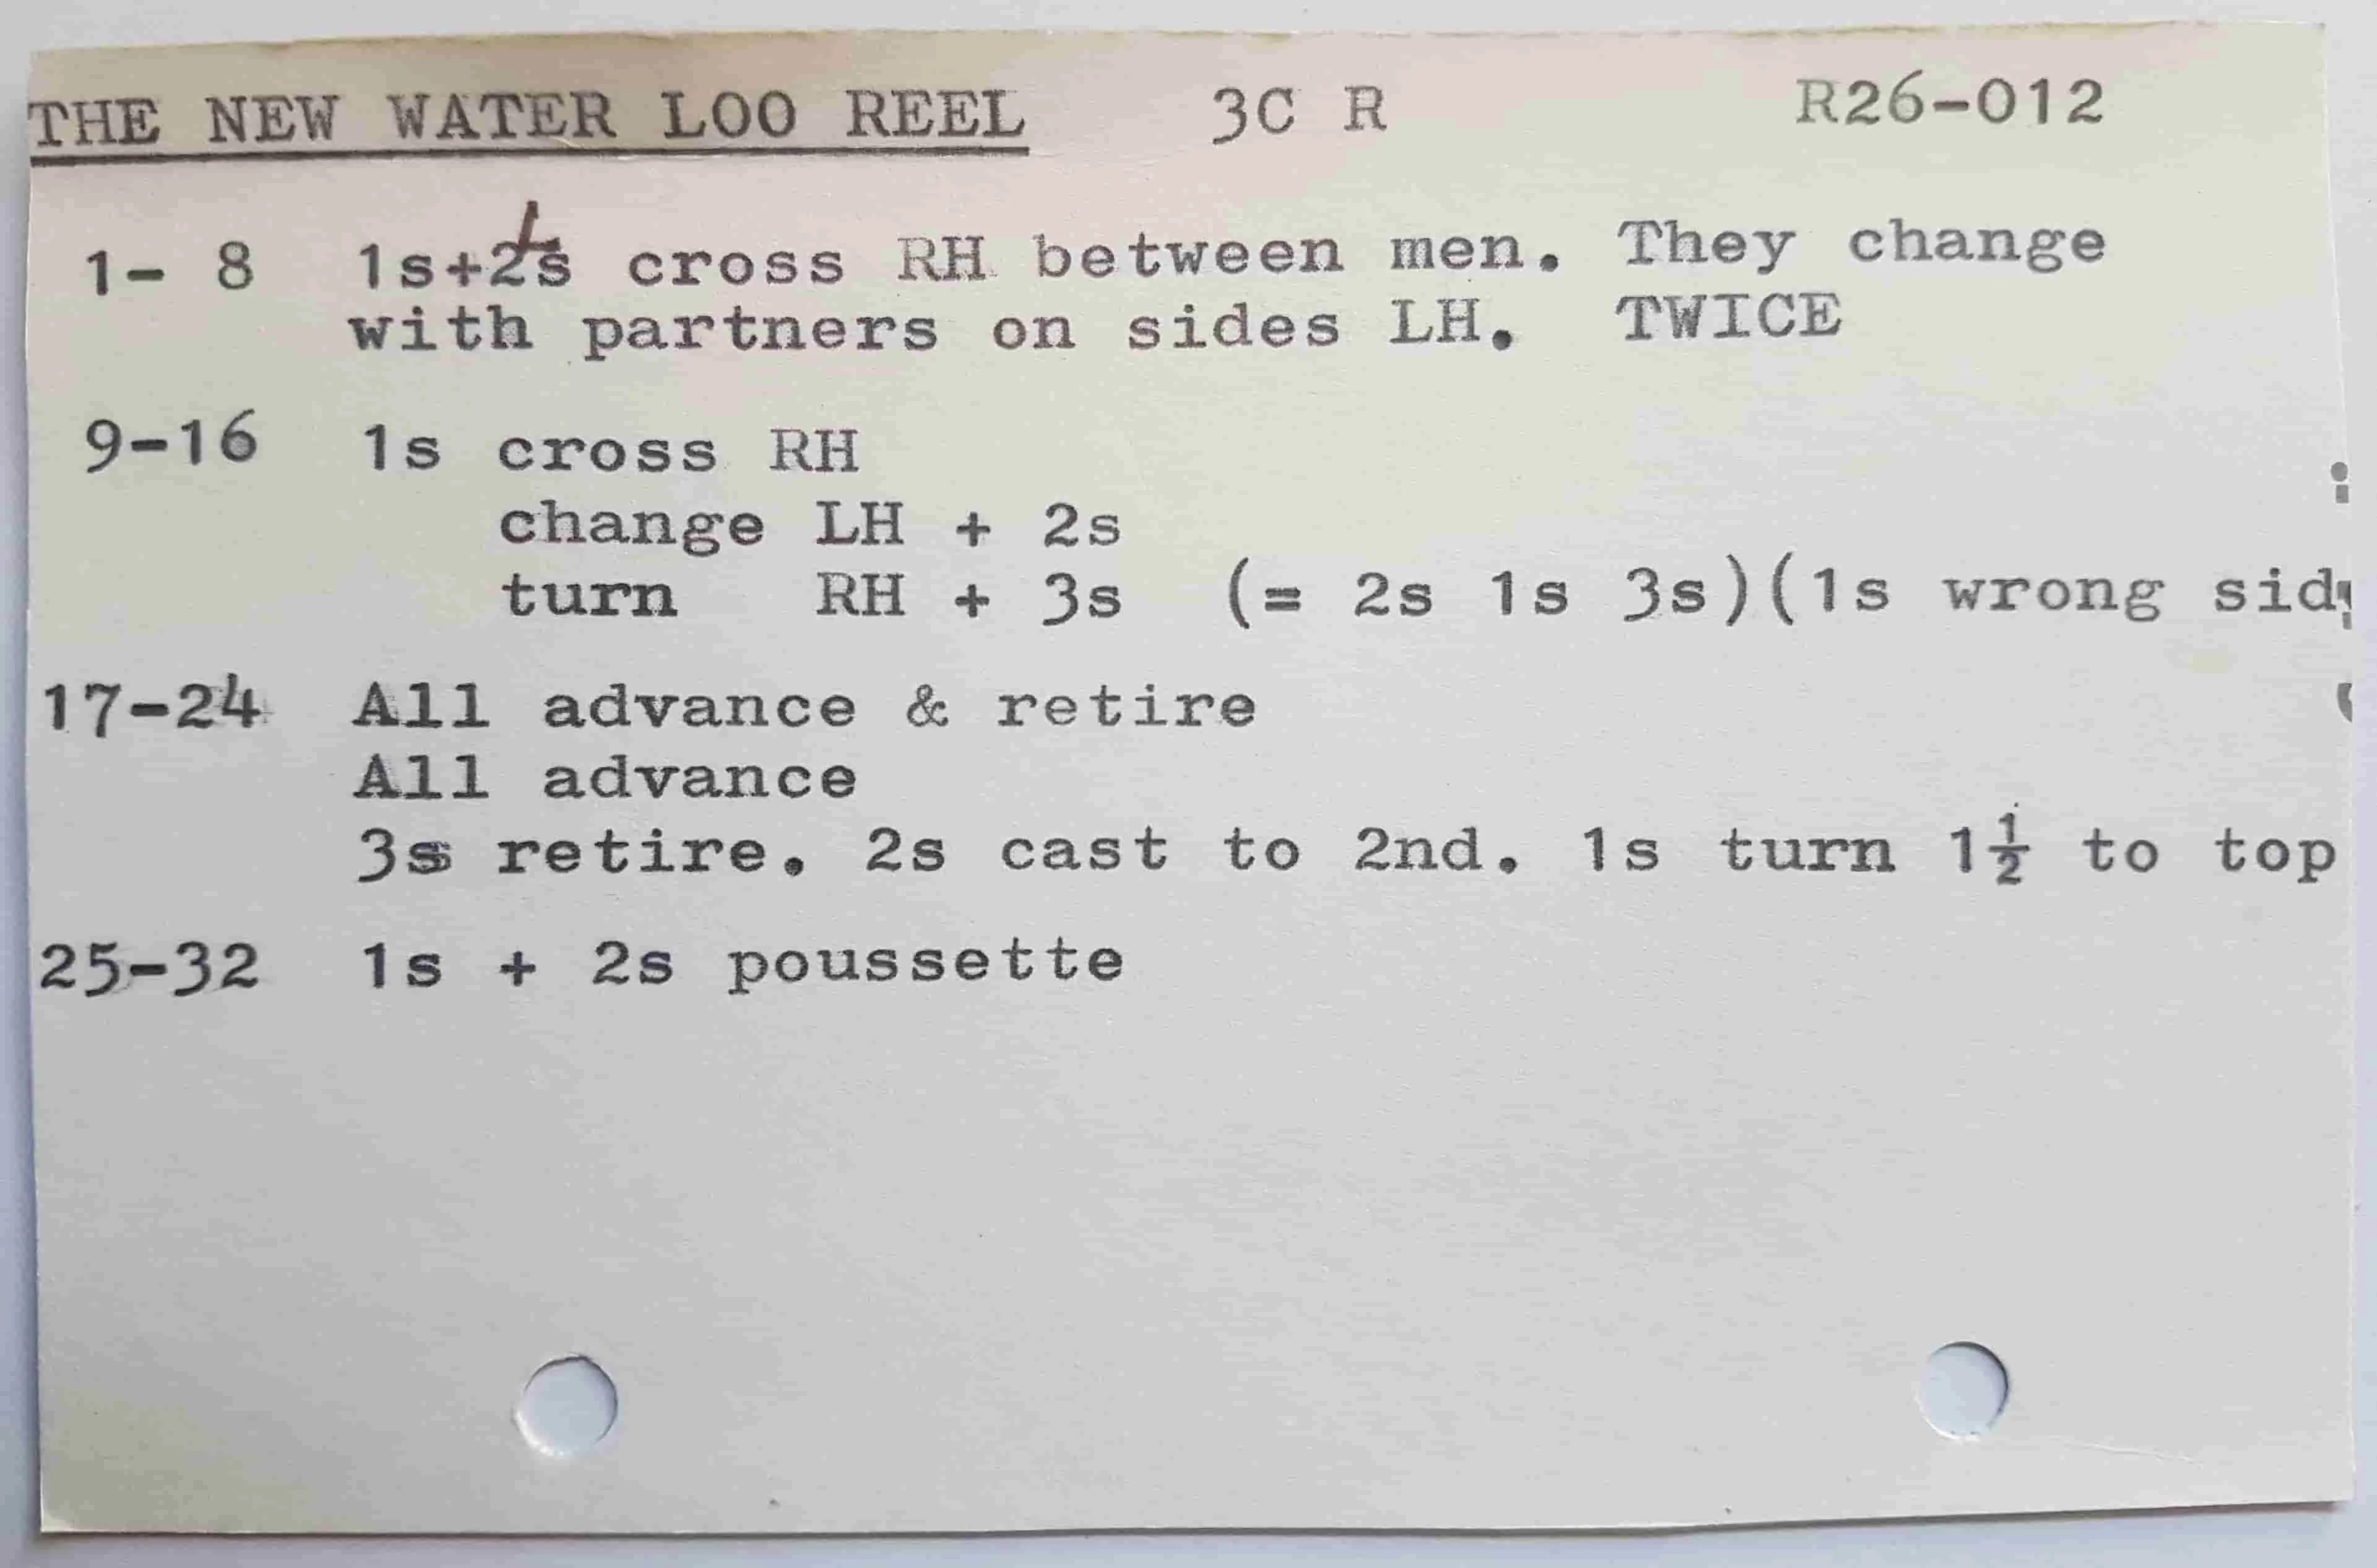 THE NEW WATER LOO REEL 3C R R26-012
1- 8 1s+2s cross RH between men. They change
with partners on sides LH. TWICE
9-16 1s cross RH
change LH + 2s
turn RH + 3s (= 2s 1s 3s)(1s wrong sid
17-24 All advance & retire
All advance
3s retire. 2s cast to 2nd. 1s turn 1½ to top
25-32 1s + 2s poussette